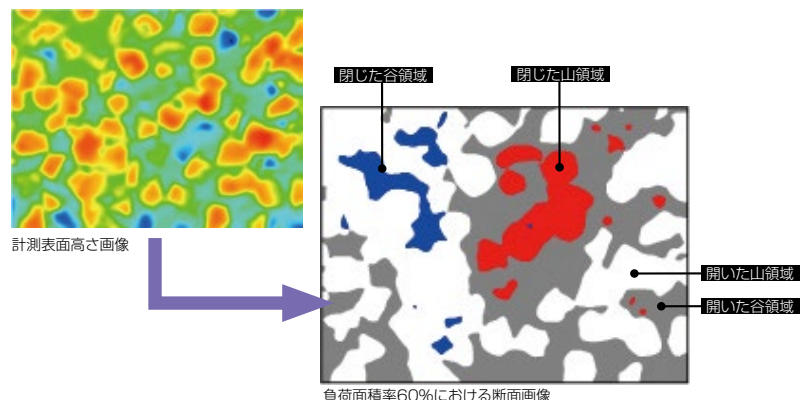 閉じた谷領域
閉じた山領域
計測表面高さ画像
開いた山領域
開いた谷領域
負荷面積率60%における断面画像